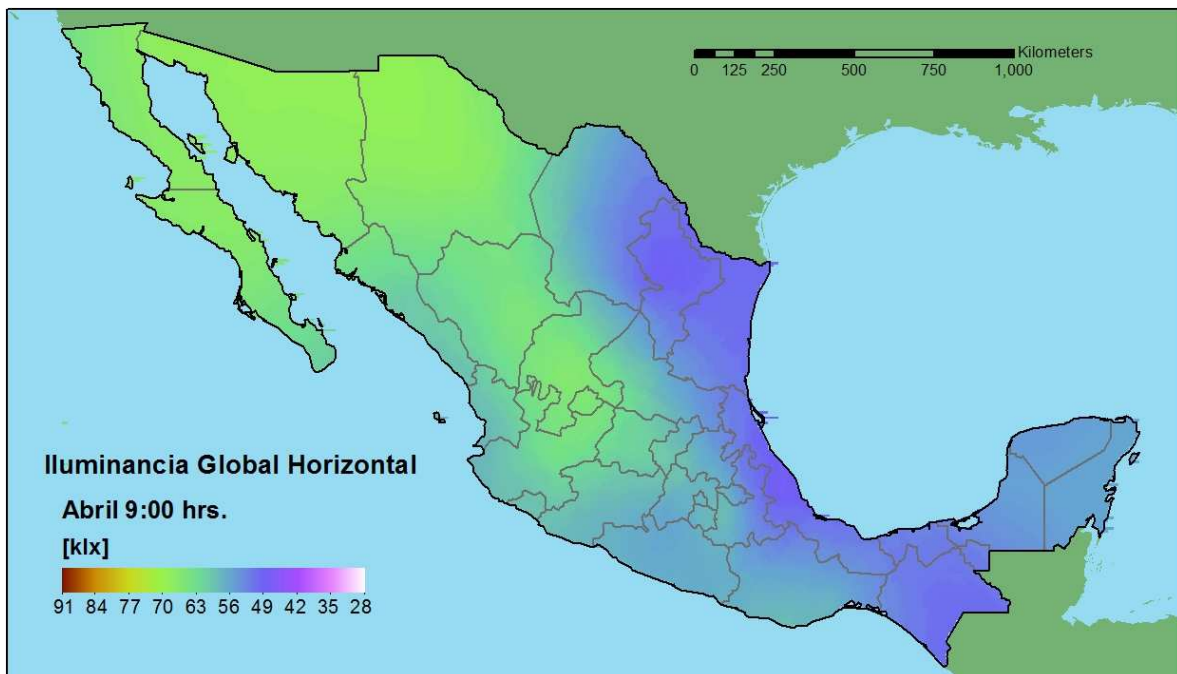 Kilometers
0 125 250 500 750 1,000
Iluminancia Global Horizontal
Abril 9:00 hrs.
[klx]
91 84 77 70 63 56 49 42 35 28